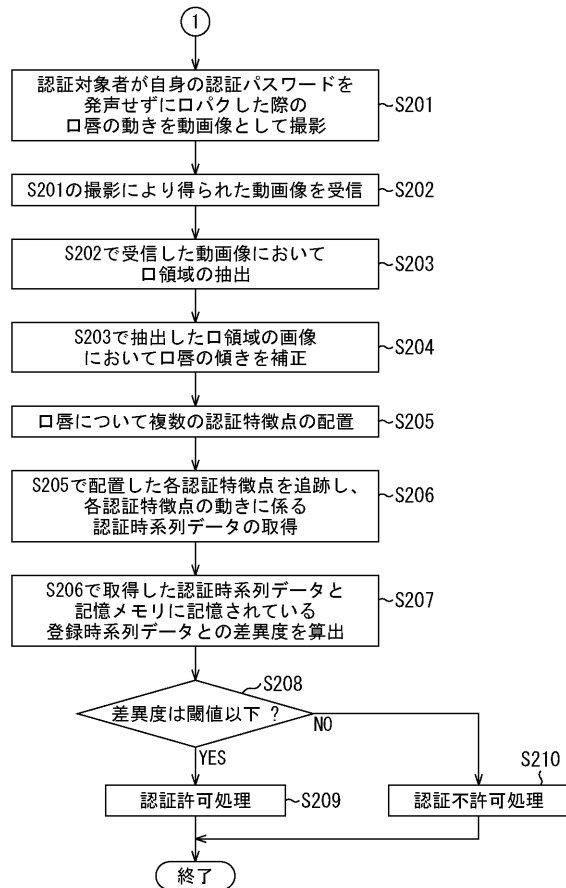 1
認証対象者が自身の認証パスワードを
発声せずに口パクした際の
口唇の動きを動画像として撮影
S201
S201の撮影により得られた動画像を受信
S202
S202で受信した動画像において
口領域の抽出
S203
S203で抽出した口領域の画像
において口唇の傾きを補正
S204
口唇について複数の認証特徴点の配置
S205
S205で配置した各認証特徴点を追跡し、
各認証特徴点の動きに係る
認証時系列データの取得
S206
S206で取得した認証時系列データと
記憶メモリに記憶されている
登録時系列データとの差異度を算出
S207
S208
差異度は閾値以下 ?
NO
YES
S210
認証許可処理
S209
認証不許可処理
終了